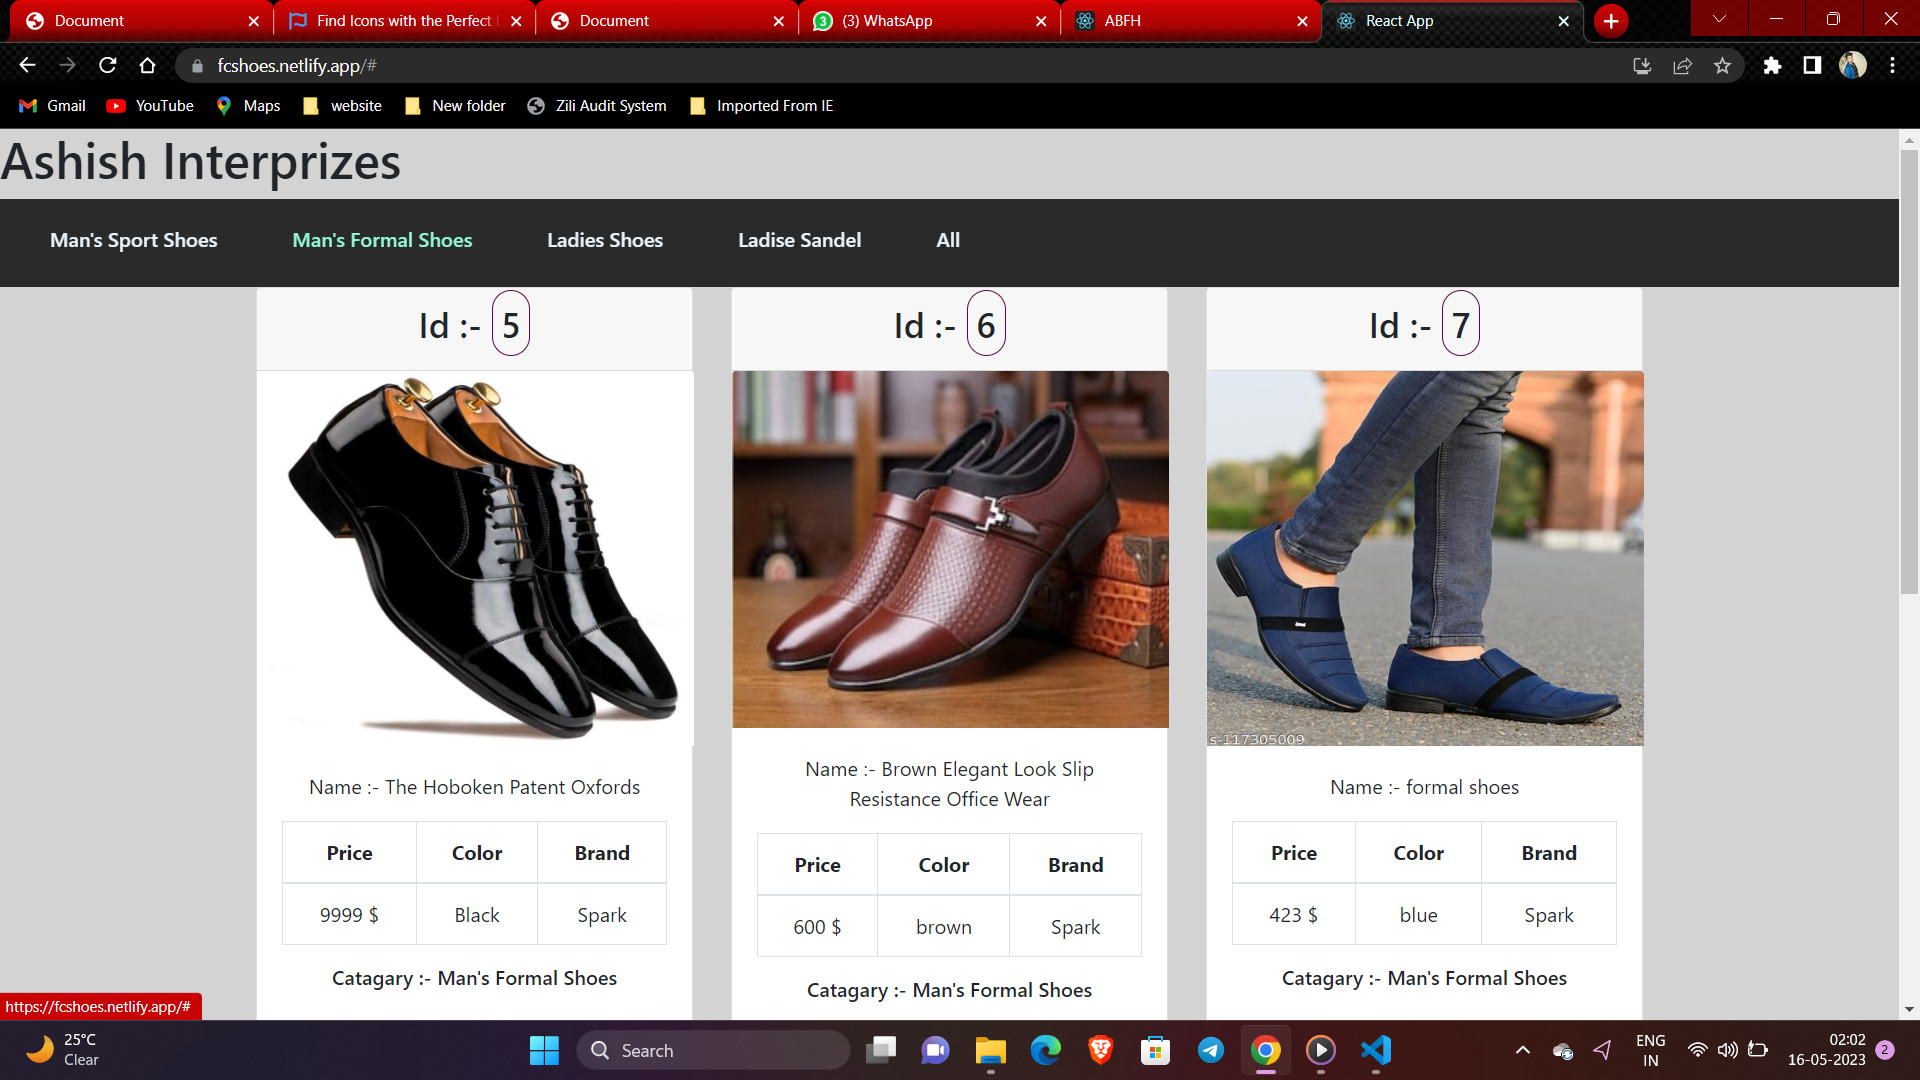 Document
Find Icons with the Perfect
Document
(3) WhatsApp
ABFH
React App
fcshoes.netlify.app/#
Gmail
YouTube
Maps
website
New folder
Zili Audit System
Imported From IE
Ashish Interprizes
Man's Sport Shoes
Man's Formal Shoes
Ladies Shoes
Ladise Sandel
All
Id :- 5
Id :- 6
Id :- 7
s-117305009
Name :- The Hoboken Patent Oxfords
Price Color Brand
9999 $ Black Spark
Catagary :- Man's Formal Shoes
Name :- Brown Elegant Look Slip
Resistance Office Wear
Price Color Brand
600 $ brown Spark
Catagary :- Man's Formal Shoes
Name :- formal shoes
Price Color Brand
423 $ blue Spark
Catagary :- Man's Formal Shoes
https://fcshoes.netlify.app/#
25°C
Clear
Search
ENG
IN
02:02
16-05-2023
2